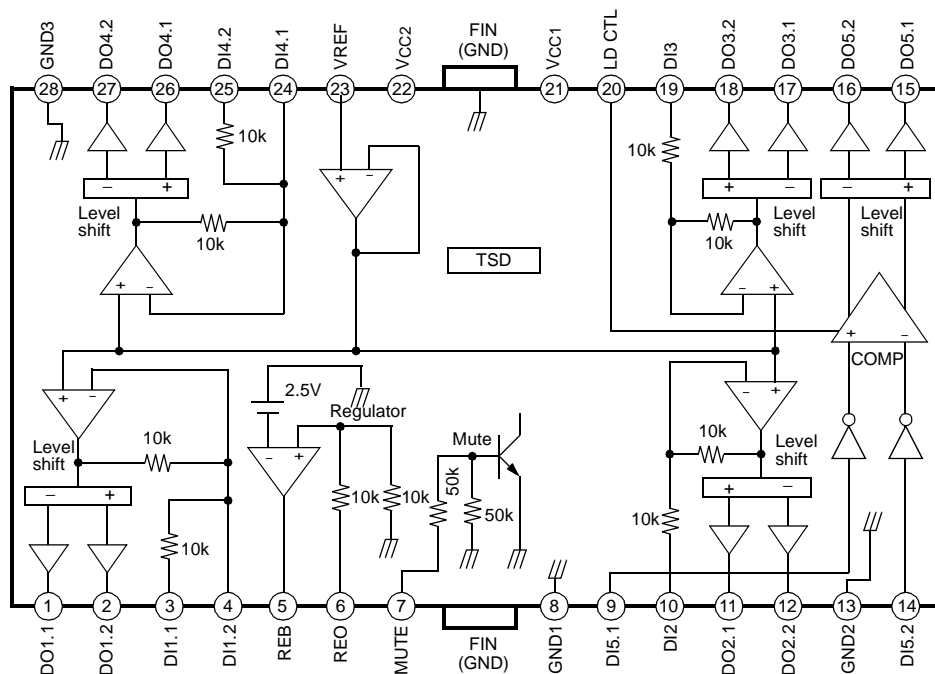 GND3
DO4.2
DO4.1
DI4.2
DI4.1
VREF
VCC2
FIN
(GND)
VCC1
LD CTL
DI3
DO3.2
DO3.1
DO5.2
DO5.1
28
27
26
25
24
23
22
21
20
19
18
17
16
15
10k
10k
− +
+ −
+ −
− +
− +
Level
shift
10k
10k
Level
shift
Level
shift
TSD
+ −
− +
+ −
COMP
2.5V
+ −
− +
Regulator
10k
Level
shift
− +
Mute
10k
Level
shift
− +
50k
10k
10k
50k
+ −
10k
10k
1
2
3
4
5
6
7
8
9
10
11
12
13
14
DO1.1
DO1.2
DI1.1
DI1.2
REB
REO
MUTE
FIN
(GND)
GND1
DI5.1
DI2
DO2.1
DO2.2
GND2
DI5.2